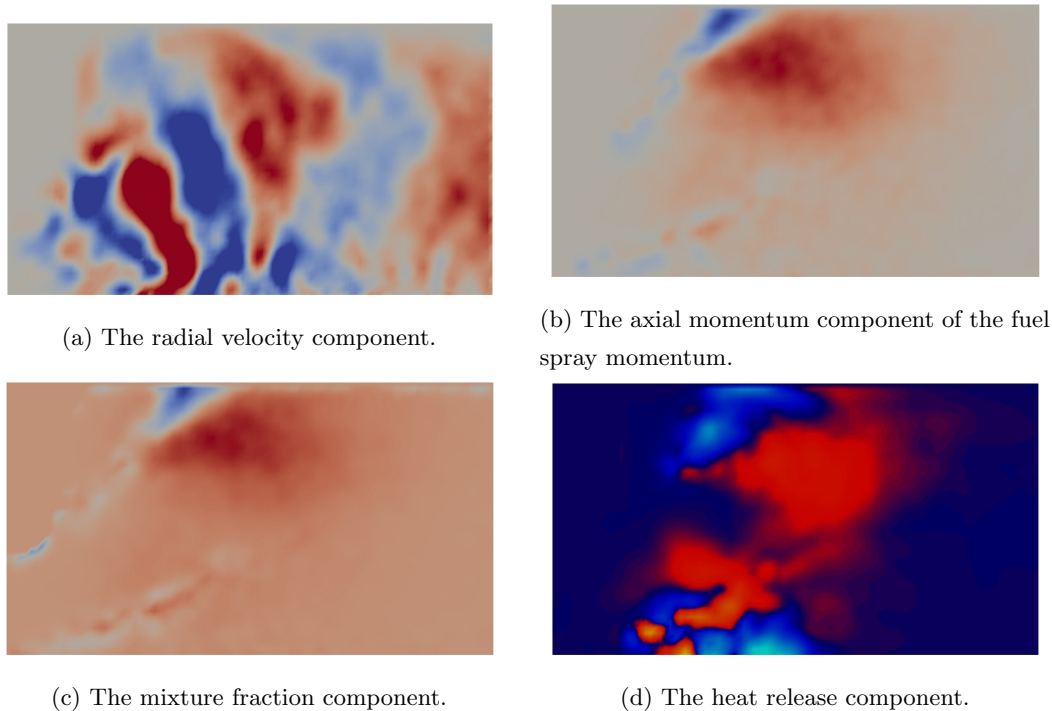 (a) The radial velocity component.
(b) The axial momentum component of the fuel
spray momentum.
(c) The mixture fraction component.
(d) The heat release component.